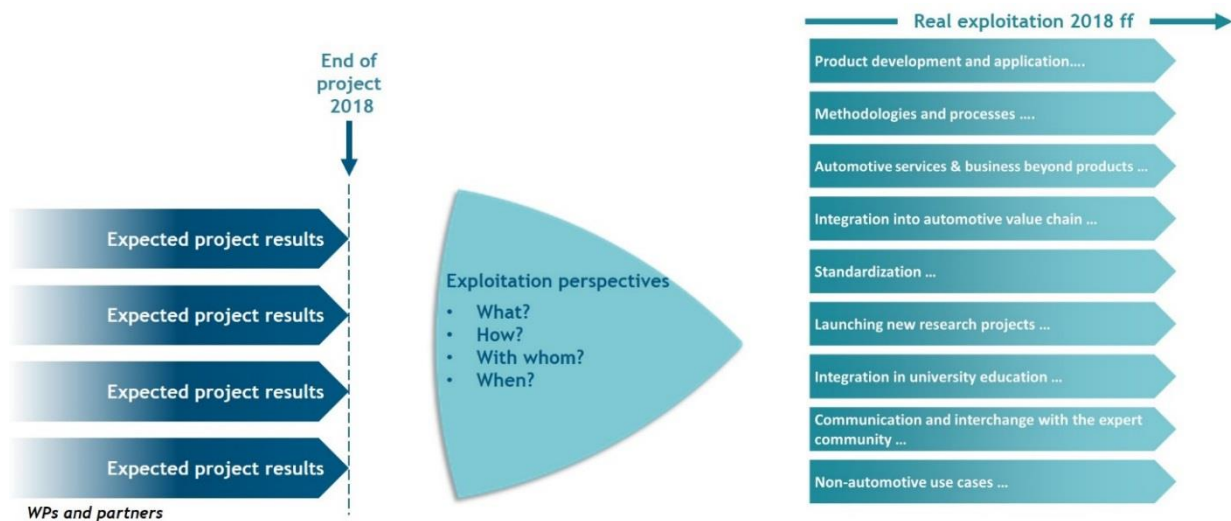 End of
project
2018
Expected project results
Expected project results
Expected project results
Expected project results
WPs and partners
Exploitation perspectives
• What?
• How?
• With whom?
• When?
Real exploitation 2018 ff
Product development and application....
Methodologies and processes ....
Automotive services & business beyond products ...
Integration into automotive value chain ...
Standardization ...
Launching new research projects ...
Integration in university education ...
Communication and interchange with the expert
community ...
Non-automotive use cases ...